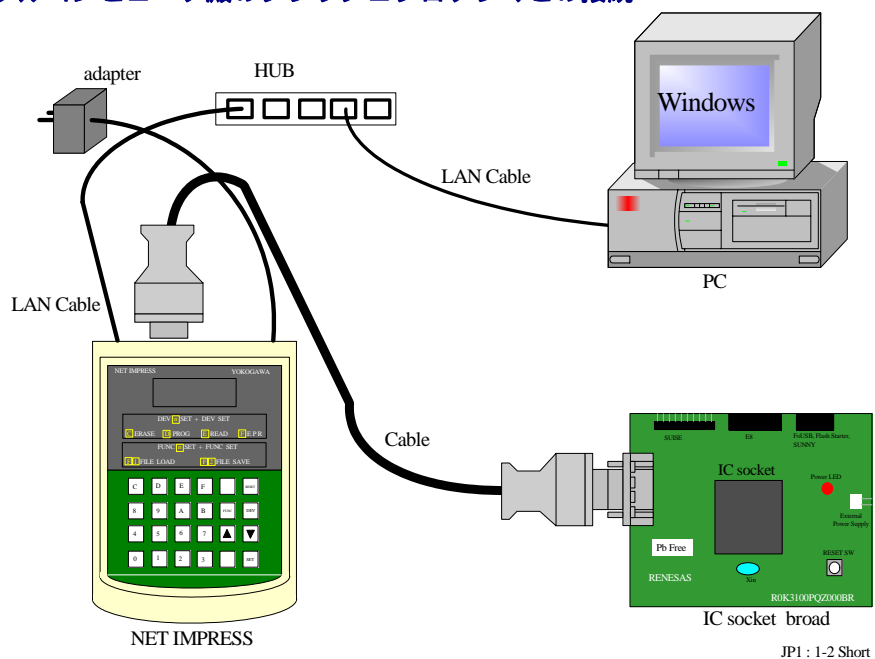 adapter
HUB
Windows
LAN Cable
PC
LAN Cable
NET IMPRESS YOKOGAWA
SET + DEV SET
ERASE PROG READ E P R
SET + FUNC SET
FILE LOAD FILE SAVE
C D E F
8 9 A B FUNC DEV
4 5 6 7
0 1 2 3 SET
NET IMPRESS
Cable
SUISE E8 FoUSB, Flash Starter,
SUNNY
IC socket
Power LED
External
Power Supply
Pb Free
RESET SW
Xin
RENESAS
R0K3100PQZ000BR
IC socket broad
JP1 : 1-2 Short